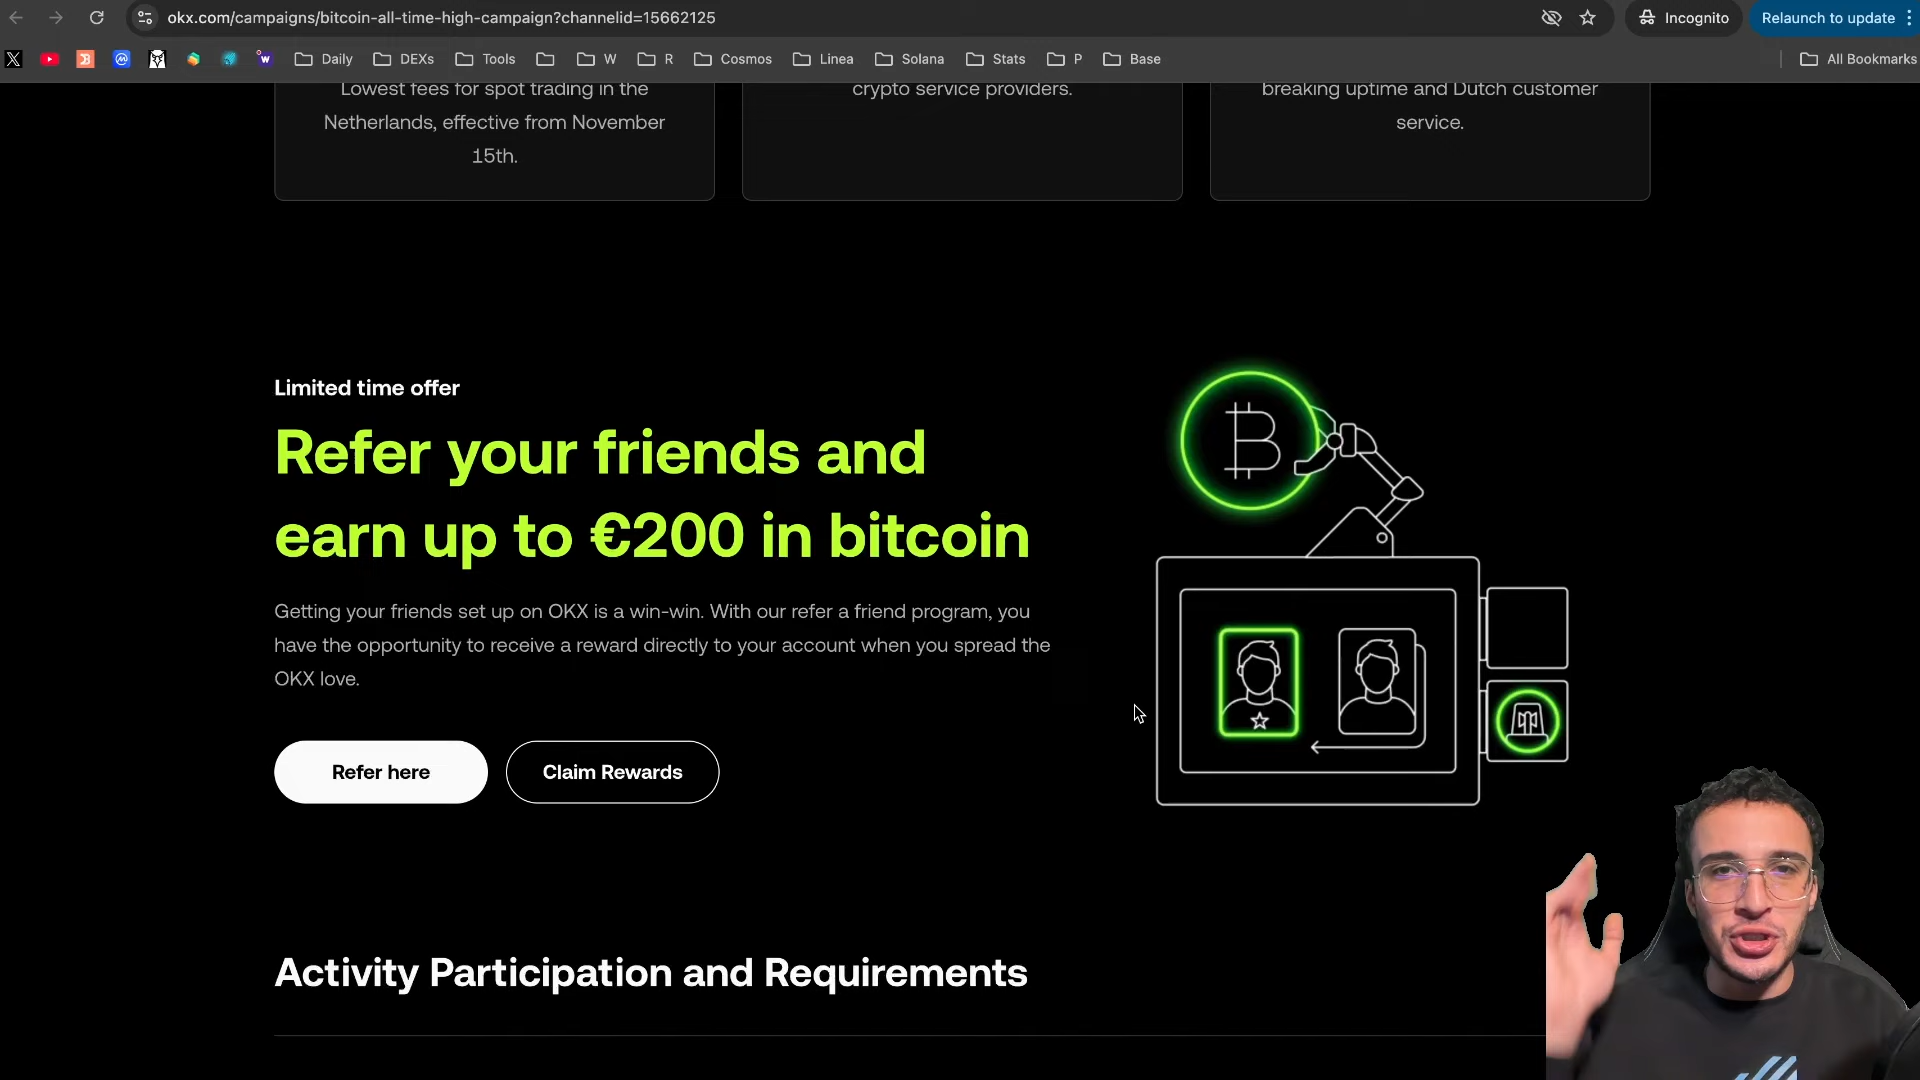 okx.com/campaigns/bitcoin-all-time-high-campaign?channelid=15662125
Incognito
Relaunch to update
Daily
DEXs
Tools
W
R
Cosmos
Linea
Solana
Stats
P
Base
All Bookmarks
Lowest fees for spot trading in the
Netherlands, effective from November
15th.
crypto service providers.
breaking uptime and Dutch customer
service.
Limited time offer
Refer your friends and
earn up to €200 in bitcoin
Getting your friends set up on OKX is a win-win. With our refer a friend program, you
have the opportunity to receive a reward directly to your account when you spread the
OKX love.
Refer here
Claim Rewards
Activity Participation and Requirements